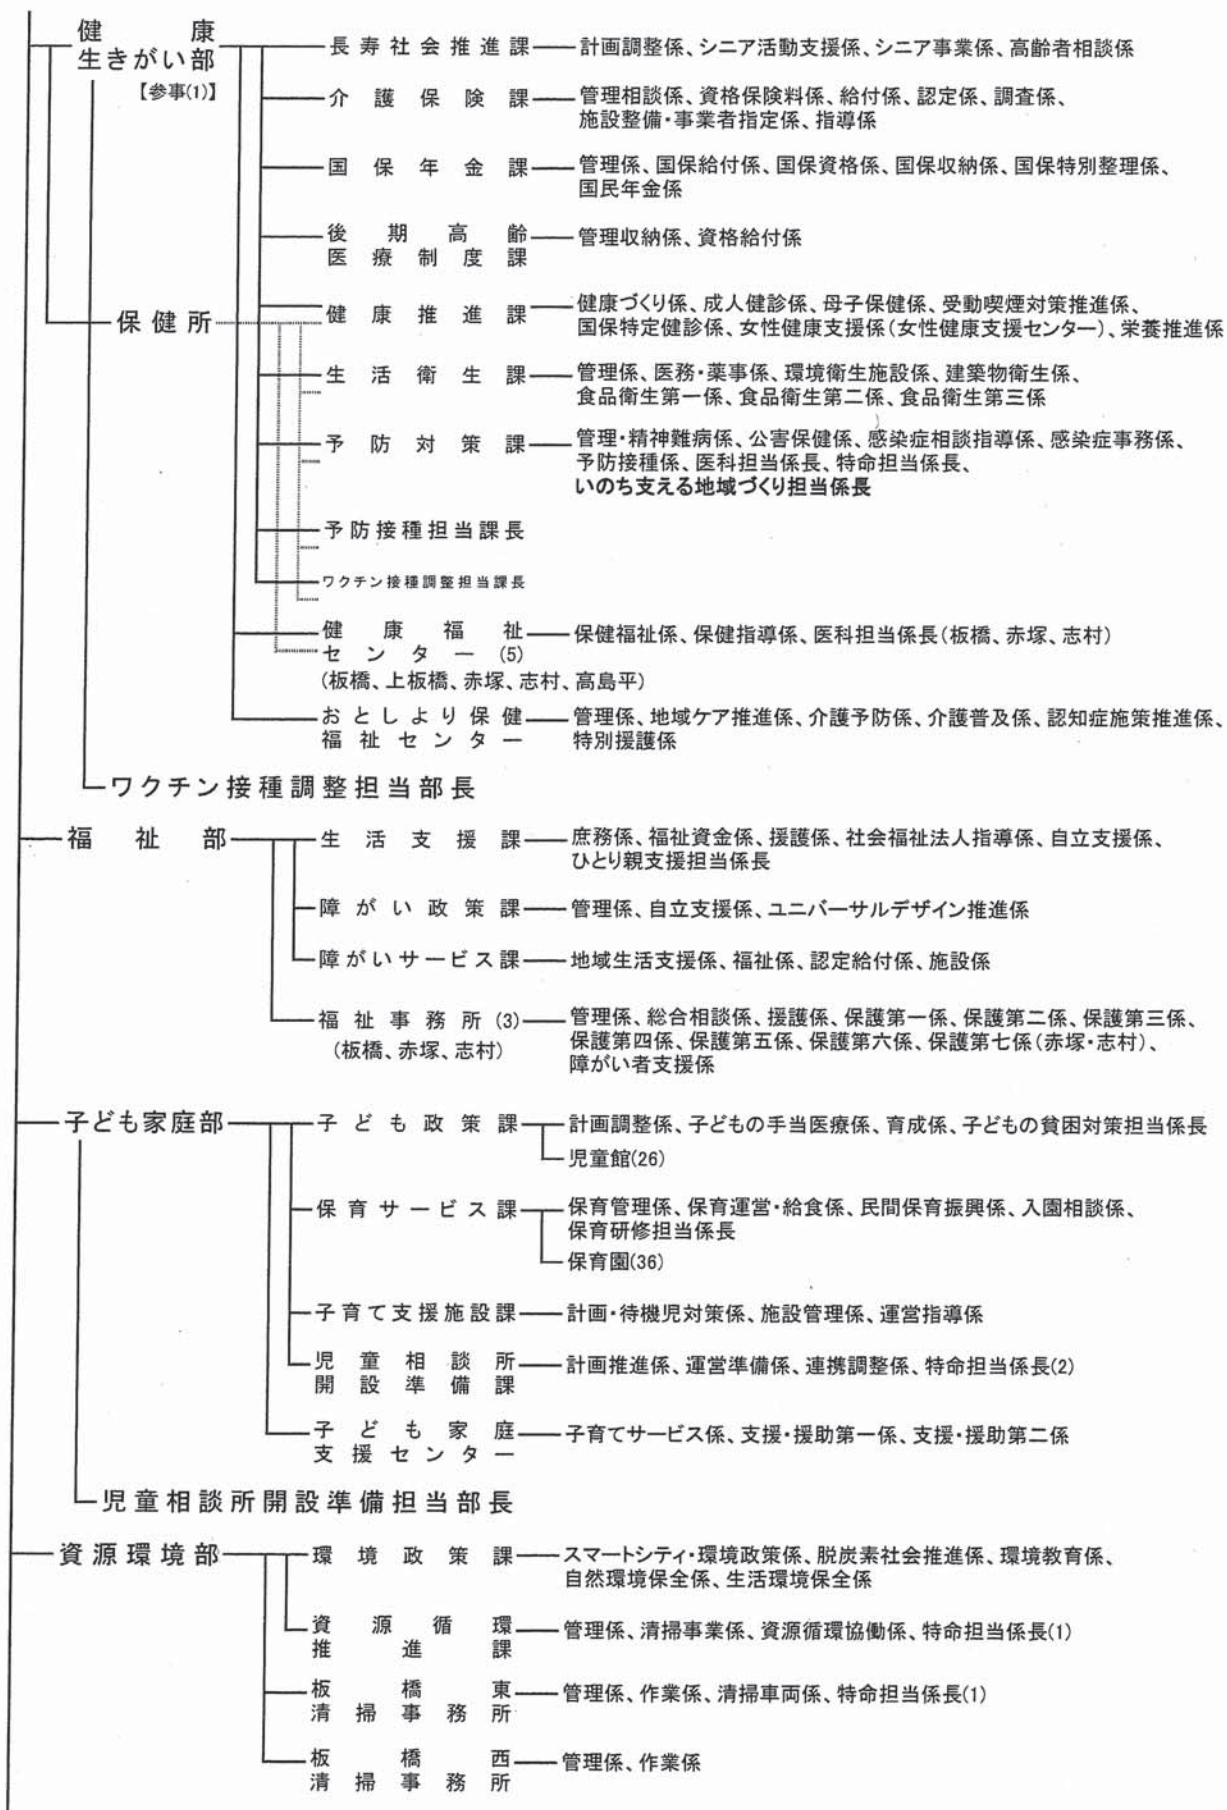 健康
生きがい部
【参事(1)】
長寿社会推進課
計画調整係、シニア活動支援係、シニア事業係、高齢者相談係
介護保険課
管理相談係、資格保険料係、給付係、認定係、調査係、
施設整備・事業者指定係、指導係
国保年金課
管理係、国保給付係、国保資格係、国保収納係、国保特別整理係、
国民年金係
後期高齢
医療制度課
管理収納係、資格給付係
保健所
健康推進課
健康づくり係、成人健診係、母子保健係、受動喫煙対策推進係、
国保特定健診係、女性健康支援係(女性健康支援センター)、栄養推進係
生活衛生課
管理係、医務・薬事係、環境衛生施設係、建築物衛生係、
食品衛生第一係、食品衛生第二係、食品衛生第三係
予防対策課
管理・精神難病係、公害保健係、感染症相談指導係、感染症事務係、
予防接種係、医科担当係長、特命担当係長、
いのち支える地域づくり担当係長
予防接種担当課長
ワクチン接種調整担当課長
健康福祉
センター(5)
(板橋、上板橋、赤塚、志村、高島平)
保健福祉係、保健指導係、医科担当係長(板橋、赤塚、志村)
おとしより保健
福祉センター
管理係、地域ケア推進係、介護予防係、介護普及係、認知症施策推進係、
特別援護係
ワクチン接種調整担当部長
福祉部
生活支援課
庶務係、福祉資金係、援護係、社会福祉法人指導係、自立支援係、
ひとり親支援担当係長
障がい政策課
管理係、自立支援係、ユニバーサルデザイン推進係
障がいサービス課
地域生活支援係、福祉係、認定給付係、施設係
福祉事務所(3)
(板橋、赤塚、志村)
管理係、総合相談係、援護係、保護第一係、保護第二係、保護第三係、
保護第四係、保護第五係、保護第六係、保護第七係(赤塚・志村)、
障がい者支援係
子ども家庭部
子ども政策課
計画調整係、子どもの手当医療係、育成係、子どもの貧困対策担当係長
児童館(26)
保育サービス課
保育管理係、保育運営・給食係、民間保育振興係、入園相談係、
保育研修担当係長
保育園(36)
子育て支援施設課
計画・待機児対策係、施設管理係、運営指導係
児童相談所
開設準備課
計画推進係、運営準備係、連携調整係、特命担当係長(2)
子ども家庭
支援センター
子育てサービス係、支援・援助第一係、支援・援助第二係
児童相談所開設準備担当部長
資源環境部
環境政策課
スマートシティ・環境政策係、脱炭素社会推進係、環境教育係、
自然環境保全係、生活環境保全係
資源循環
推進課
管理係、清掃事業係、資源循環協働係、特命担当係長(1)
板橋東
清掃事務所
管理係、作業係、清掃車両係、特命担当係長(1)
板橋西
清掃事務所
管理係、作業係